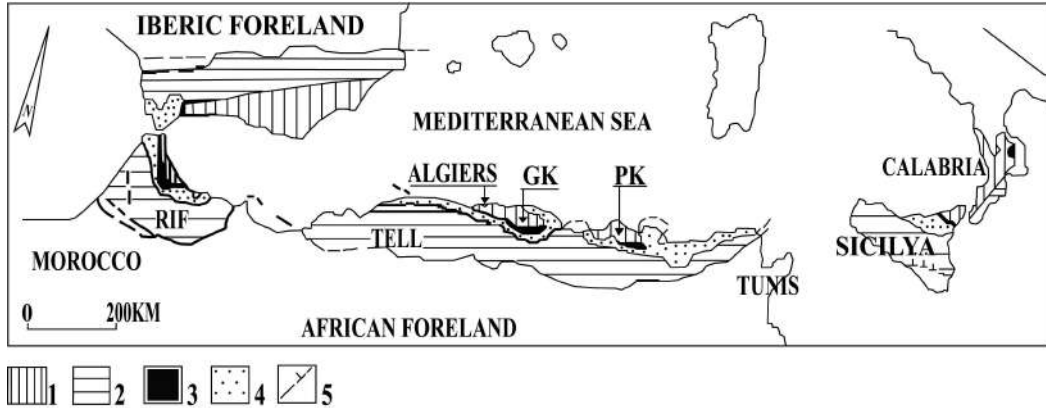 IBERIC FORELAND
N
MEDITERRANEAN SEA
ALGIERS GK PK
CALABRIA
RIF
TELL
SICILYA
MOROCCO
TUNIS
0 200KM
AFRICAN FORELAND
1 2 3 4 5